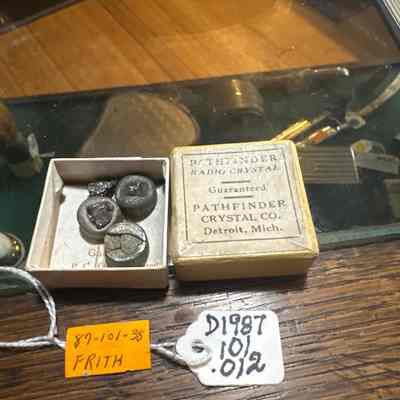 PATHFINDER
RADIO CRYSTAL
Guaranteed
PATHFINDER
CRYSTAL CO.
Detroit, Mich.
87-101-38
FRITH
D1987
101
.012